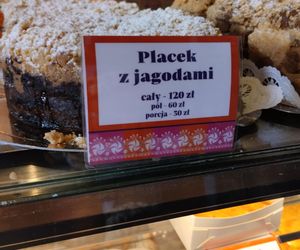 Placek
z jagodami
cały - 120 zł
pół - 60 zł
porcja - 30 zł